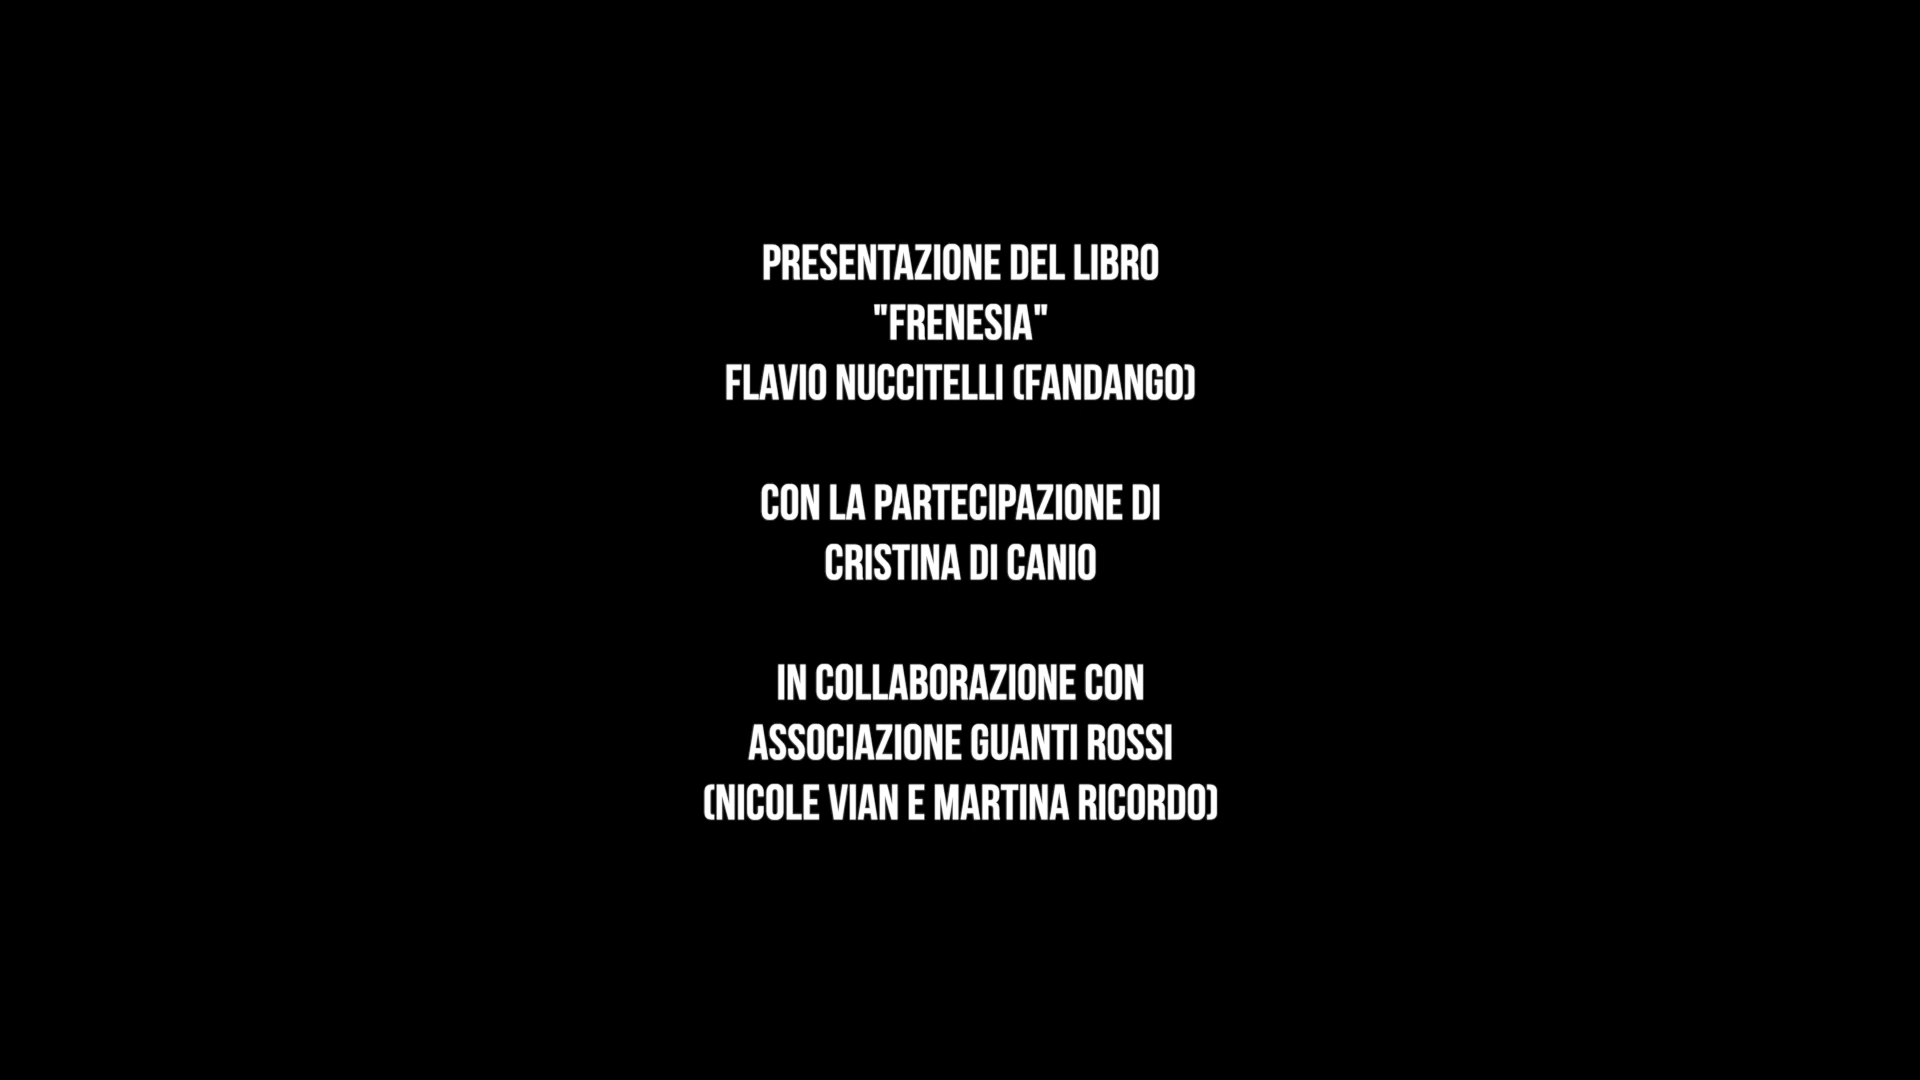 PRESENTAZIONE DEL LIBRO
"FRENESIA"
FLAVIO NUCCITELLI (FANDANGO)
CON LA PARTECIPAZIONE DI
CRISTINA DI CANIO
IN COLLABORAZIONE CON
ASSOCIAZIONE GUANTI ROSSI
(NICOLE VIAN E MARTINA RICORDO)